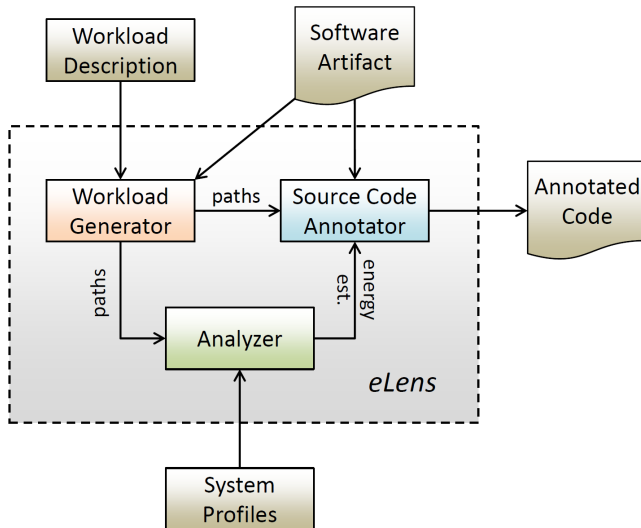 Workload
Description
Software
Artifact
Workload
Generator
paths
Source Code
Annotator
Annotated
Code
paths
energy
est.
Analyzer
eLens
System
Profiles